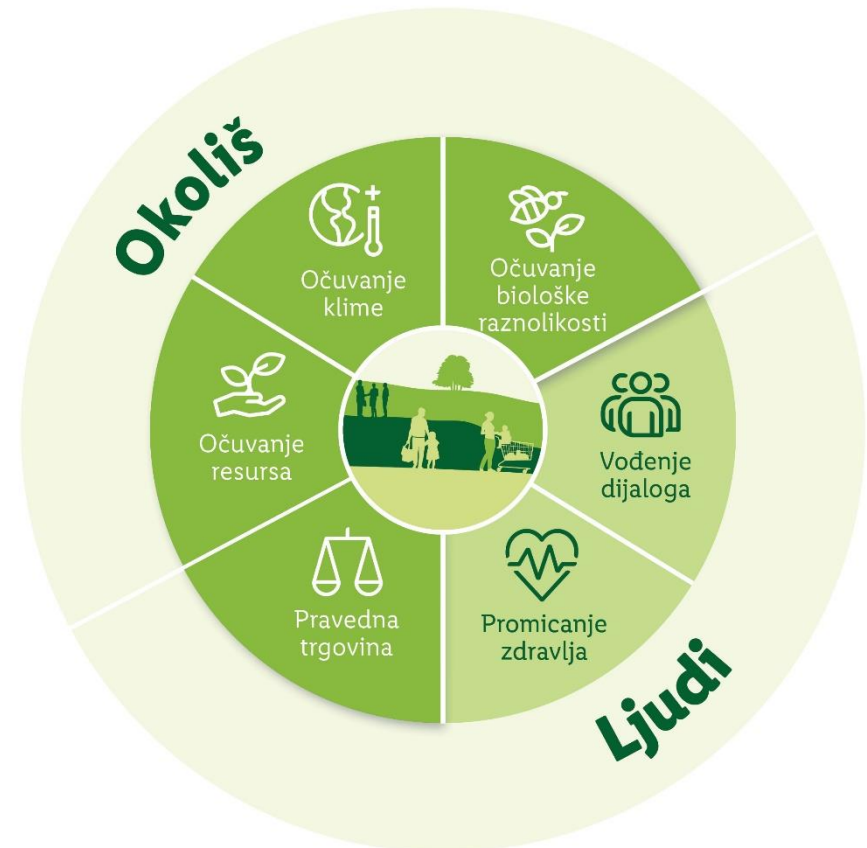 Okoliš
Očuvanje
klime
Očuvanje
biološke
raznolikosti
Očuvanje
resursa
Vođenje
dijaloga
Pravedna
trgovina
Promicanje
zdravlja
Ljudi